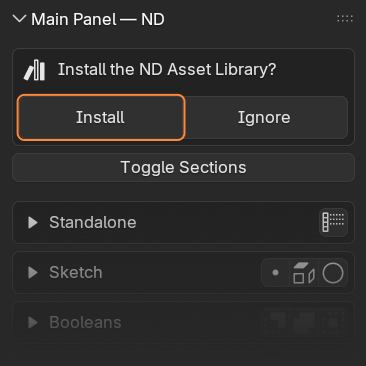 Main Panel — ND
Install the ND Asset Library?
Install
Ignore
Toggle Sections
Standalone
Sketch
Booleans